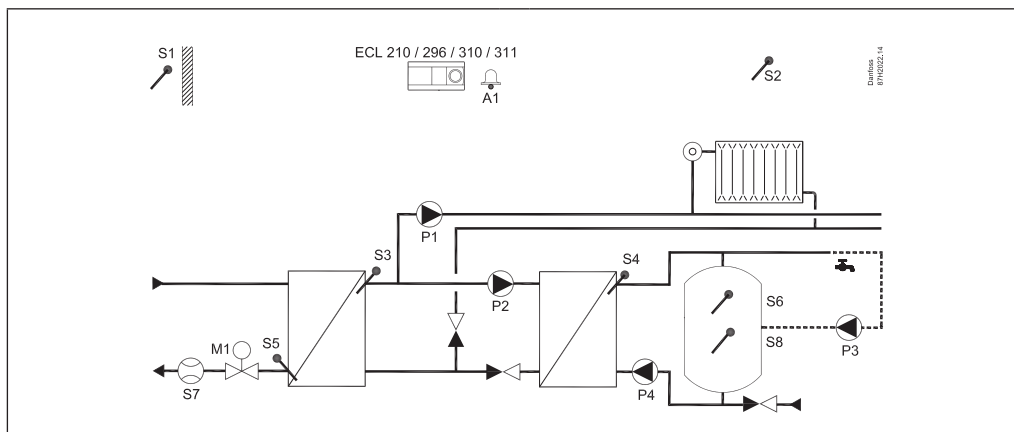 S1
ECL 210 / 296 / 310 / 311
A1
S2
Danfoss
87H2022.14
P1
S3
P2
S4
S6
S8
P3
M1
S5
S7
P4